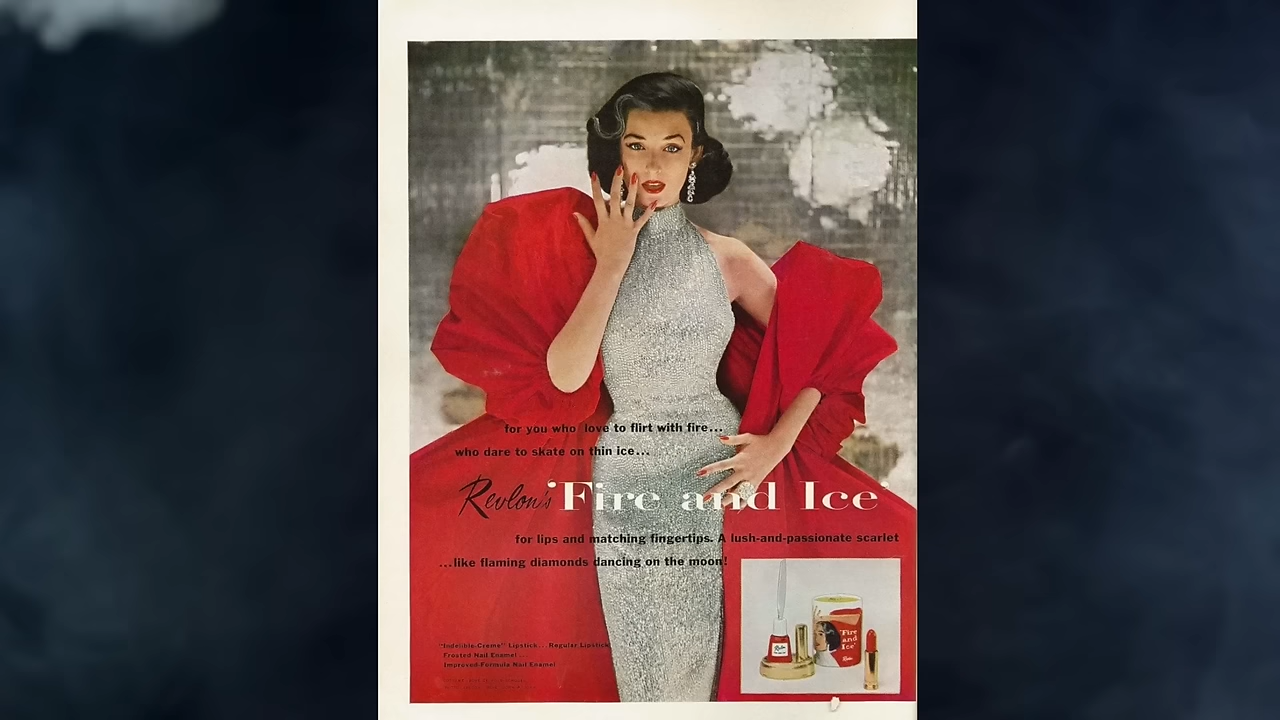 for you who love to flirt with fire...
who dare to skate on thin ice...
Revlon's 'Fire and Ice'
for lips and matching fingertips. A lush-and-passionate scarlet
...like flaming diamonds dancing on the moon!
"Indelible-Creme" Lipstick... Regular Lipstick
Frosted Nail Enamel ...
Improved-Formula Nail Enamel
Revlon
"Fire
and
Ice"
Revlon